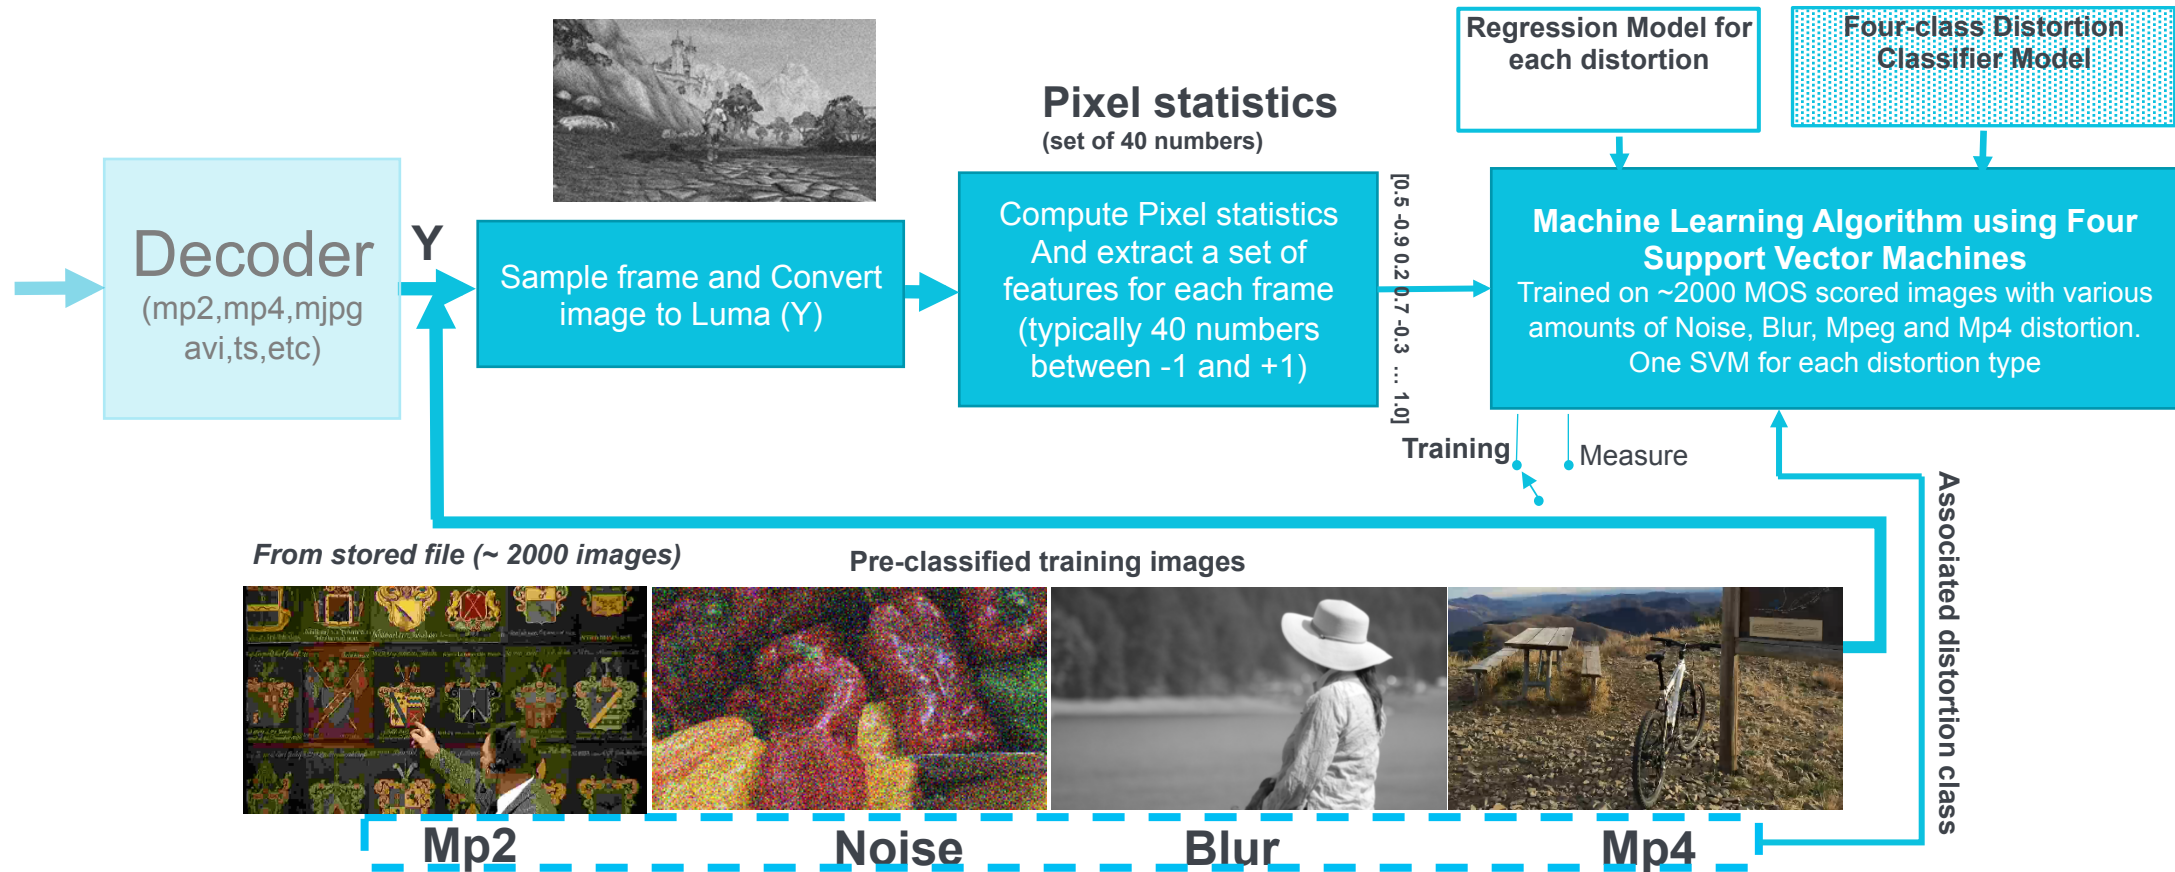 Regression Model for
each distortion
Four-class Distortion
Classifier Model
Pixel statistics
(set of 40 numbers)
Decoder
(mp2,mp4,mjpg
avi,ts,etc)
Y
Sample frame and Convert
image to Luma (Y)
Compute Pixel statistics
And extract a set of
features for each frame
(typically 40 numbers
between -1 and +1)
[0.5 -0.9 0.2 0.7 -0.3 … 1.0]
Machine Learning Algorithm using Four
Support Vector Machines
Trained on ~2000 MOS scored images with various
amounts of Noise, Blur, Mpeg and Mp4 distortion.
One SVM for each distortion type
Training
Measure
Associated distortion class
From stored file (~ 2000 images)
Pre-classified training images
Mp2
Noise
Blur
Mp4